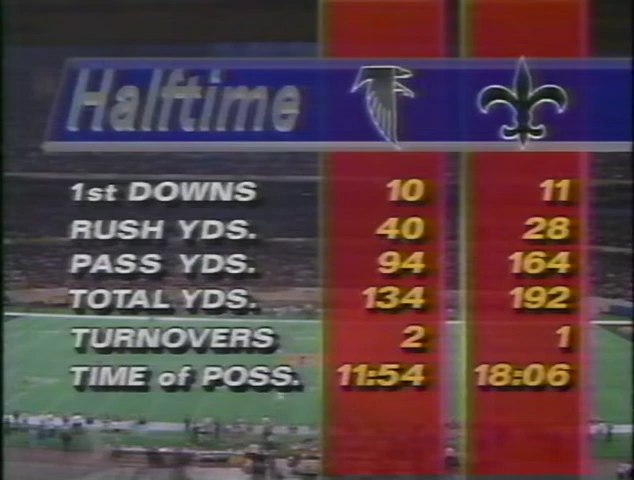 Halftime
1st DOWNS 10 11
RUSH YDS. 40 28
PASS YDS. 94 164
TOTAL YDS. 134 192
TURNOVERS 2 1
TIME of POSS. 11:54 18:06